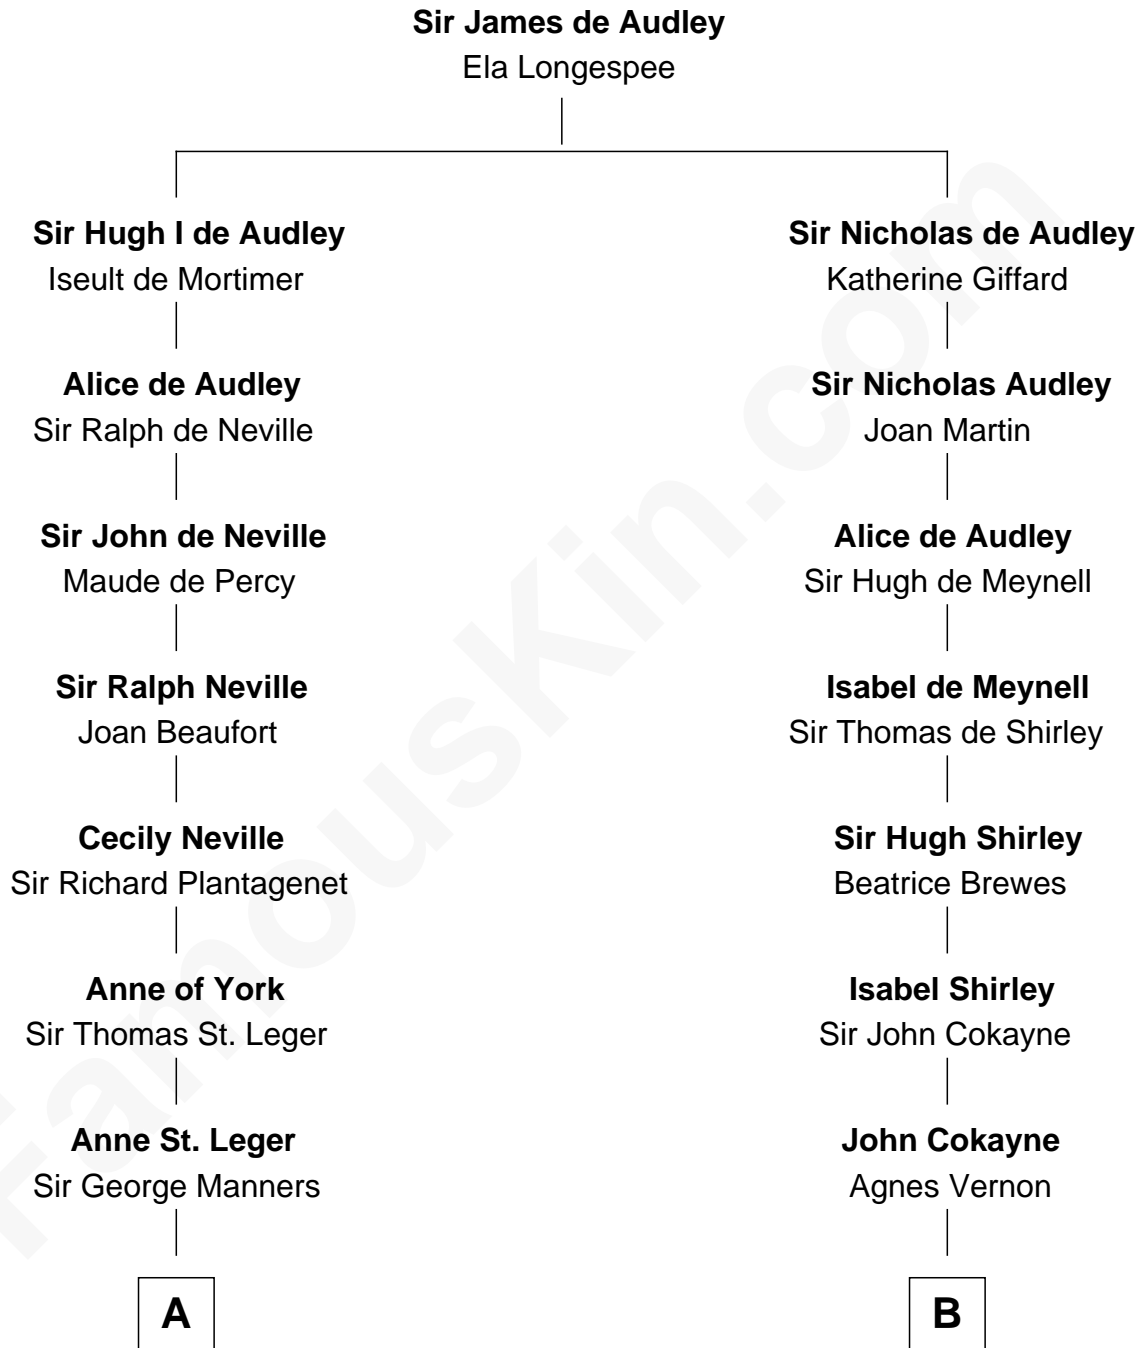 Sir James de Audley
Ela Longespee
Sir Hugh I de Audley
Iseult de Mortimer
Sir Nicholas de Audley
Katherine Giffard
Alice de Audley
Sir Ralph de Neville
Sir Nicholas Audley
Joan Martin
Sir John de Neville
Maude de Percy
Alice de Audley
Sir Hugh de Meynell
Sir Ralph Neville
Joan Beaufort
Isabel de Meynell
Sir Thomas de Shirley
Cecily Neville
Sir Richard Plantagenet
Sir Hugh Shirley
Beatrice Brewes
Anne of York
Sir Thomas St. Leger
Isabel Shirley
Sir John Cokayne
Anne St. Leger
Sir George Manners
John Cokayne
Agnes Vernon
A
B
FamousKin.com